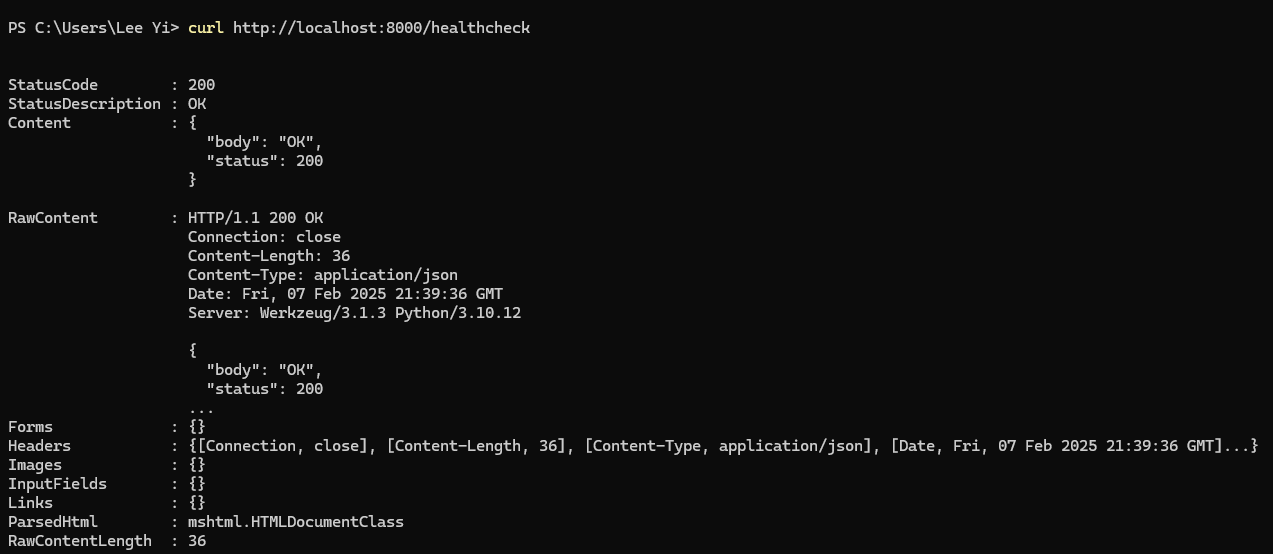 PS C:\Users\Lee Yi> curl http://localhost:8000/healthcheck
StatusCode        : 200
StatusDescription : OK
Content           : {
                      "body": "OK",
                      "status": 200
                    }
RawContent        : HTTP/1.1 200 OK
                    Connection: close
                    Content-Length: 36
                    Content-Type: application/json
                    Date: Fri, 07 Feb 2025 21:39:36 GMT
                    Server: Werkzeug/3.1.3 Python/3.10.12
                    {
                      "body": "OK",
                      "status": 200
                    ...
Forms             : {}
Headers           : {[Connection, close], [Content-Length, 36], [Content-Type, application/json], [Date, Fri, 07 Feb 2025 21:39:36 GMT]...}
Images            : {}
InputFields       : {}
Links             : {}
ParsedHtml        : mshtml.HTMLDocumentClass
RawContentLength  : 36